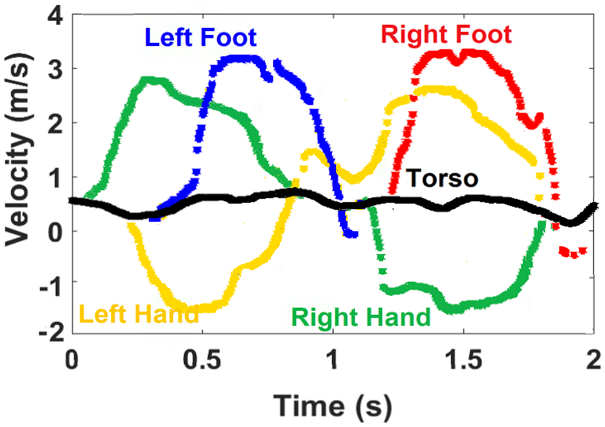 4
3
2
1
0
-1
-2
Velocity (m/s)
Left Foot
Right Foot
Torso
Left Hand
Right Hand
0 0.5 1 1.5 2
Time (s)